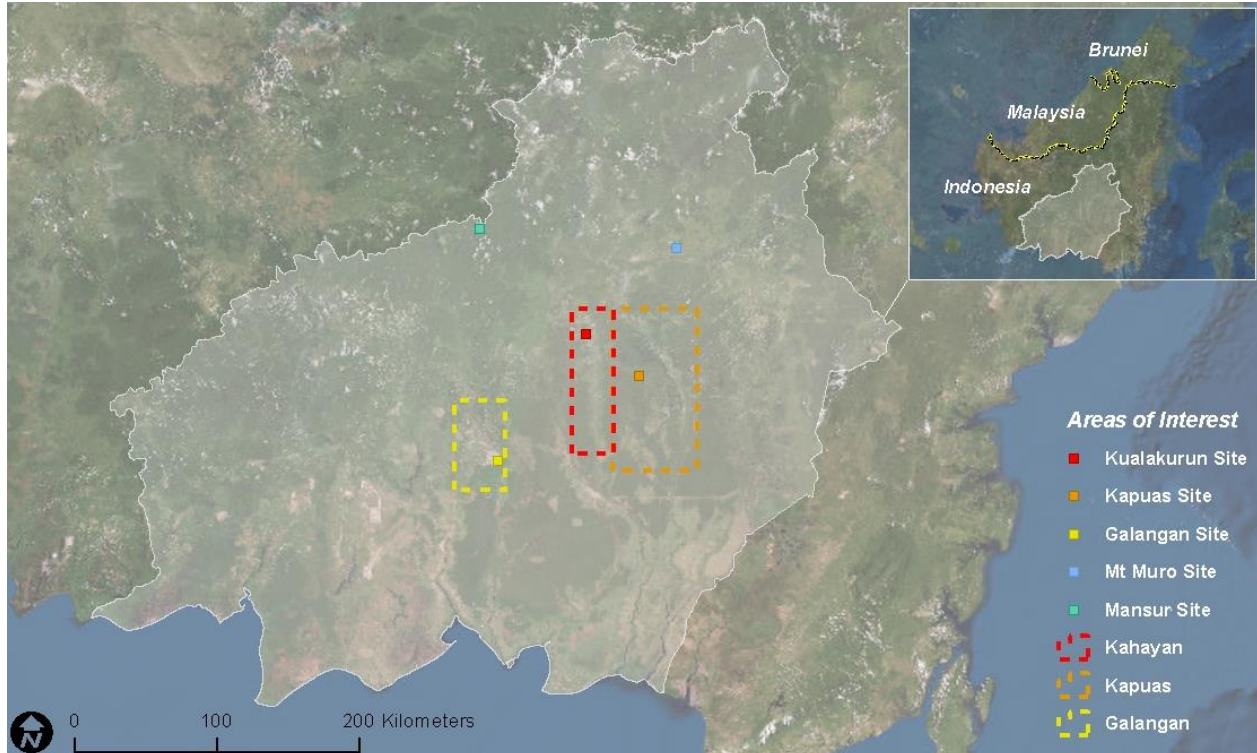 Brunei
Malaysia
Indonesia
Areas of Interest
Kualakurun Site
Kapuas Site
Galangan Site
Mt Muro Site
Mansur Site
Kahayan
Kapuas
Galangan
N
0 100 200 Kilometers